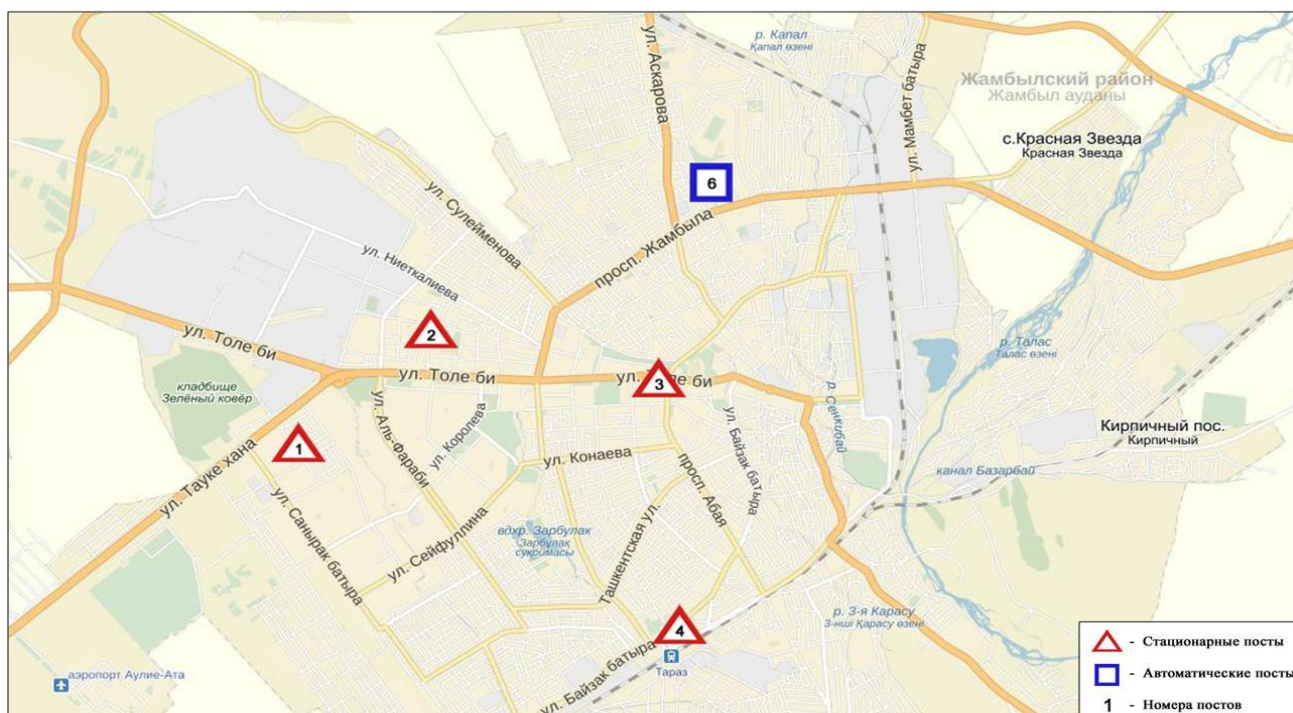 р. Капал
Қапал өзені
ул. Аскарова
ул. Мамбет батыра
Жамбылский район
Жамбыл ауданы
с.Красная Звезда
Красная Звезда
6
ул. Сулейменова
просп. Жамбыла
ул. Ниеткалиева
2
ул. Толе би
р. Талас
Талас өзені
кладбище
Зелёный ковёр
ул. Толе би
ул. Толе би
3
р. Сенкибай
ул. Аль-Фараби
ул. Королева
ул. Байзак батыра
Кирпичный пос.
Кирпичный
1
ул. Тауке хана
ул. Конаева
просп. Абая
канал Базарбай
ул. Санырак батыра
ул. Сейфуллина
вдхр. Зарбулак
Зарбұлақ
суқоймасы
Ташкентская ул.
р. 3-я Карасу
3-нші Қарасу өзені
4
Тараз
ул. Байзак батыра
аэропорт Аулие-Ата
- Стационарные посты
- Автоматические посты
1 - Номера постов